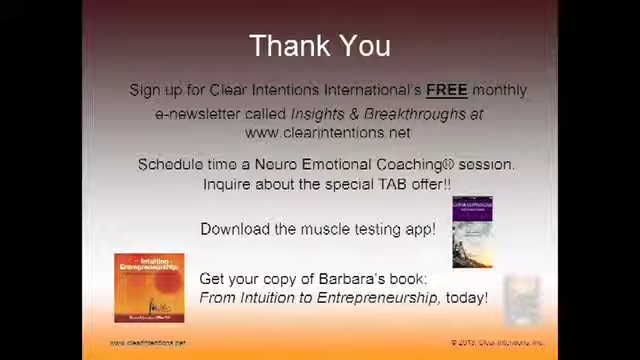 Thank You
Sign up for Clear Intentions International's FREE monthly
e-newsletter called Insights & Breakthroughs at
www.clearintentions.net
Schedule time a Neuro Emotional Coaching® session.
Inquire about the special TAB offer!!
Download the muscle testing app!
Intuition
Entrepreneurship
Get your copy of Barbara's book:
From Intuition to Entrepreneurship, today!
www.clearintentions.net
© 2013, Clear Intentions, Inc.